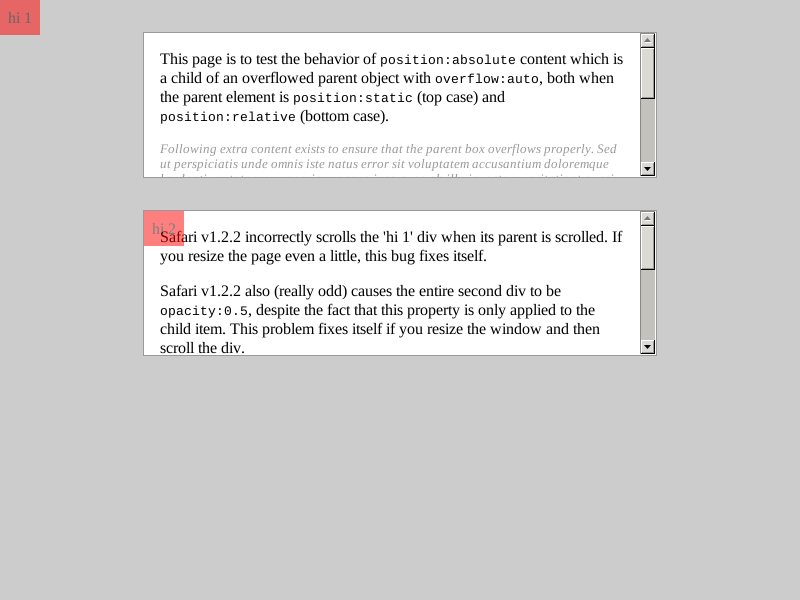 hi 1
This page is to test the behavior of position:absolute content which is
a child of an overflowed parent object with overflow:auto, both when
the parent element is position:static (top case) and
position:relative (bottom case).
Following extra content exists to ensure that the parent box overflows properly. Sed
ut perspiciatis unde omnis iste natus error sit voluptatem accusantium doloremque
hi 2
Safari v1.2.2 incorrectly scrolls the 'hi 1' div when its parent is scrolled. If
you resize the page even a little, this bug fixes itself.
Safari v1.2.2 also (really odd) causes the entire second div to be
opacity:0.5, despite the fact that this property is only applied to the
child item. This problem fixes itself if you resize the window and then
scroll the div.